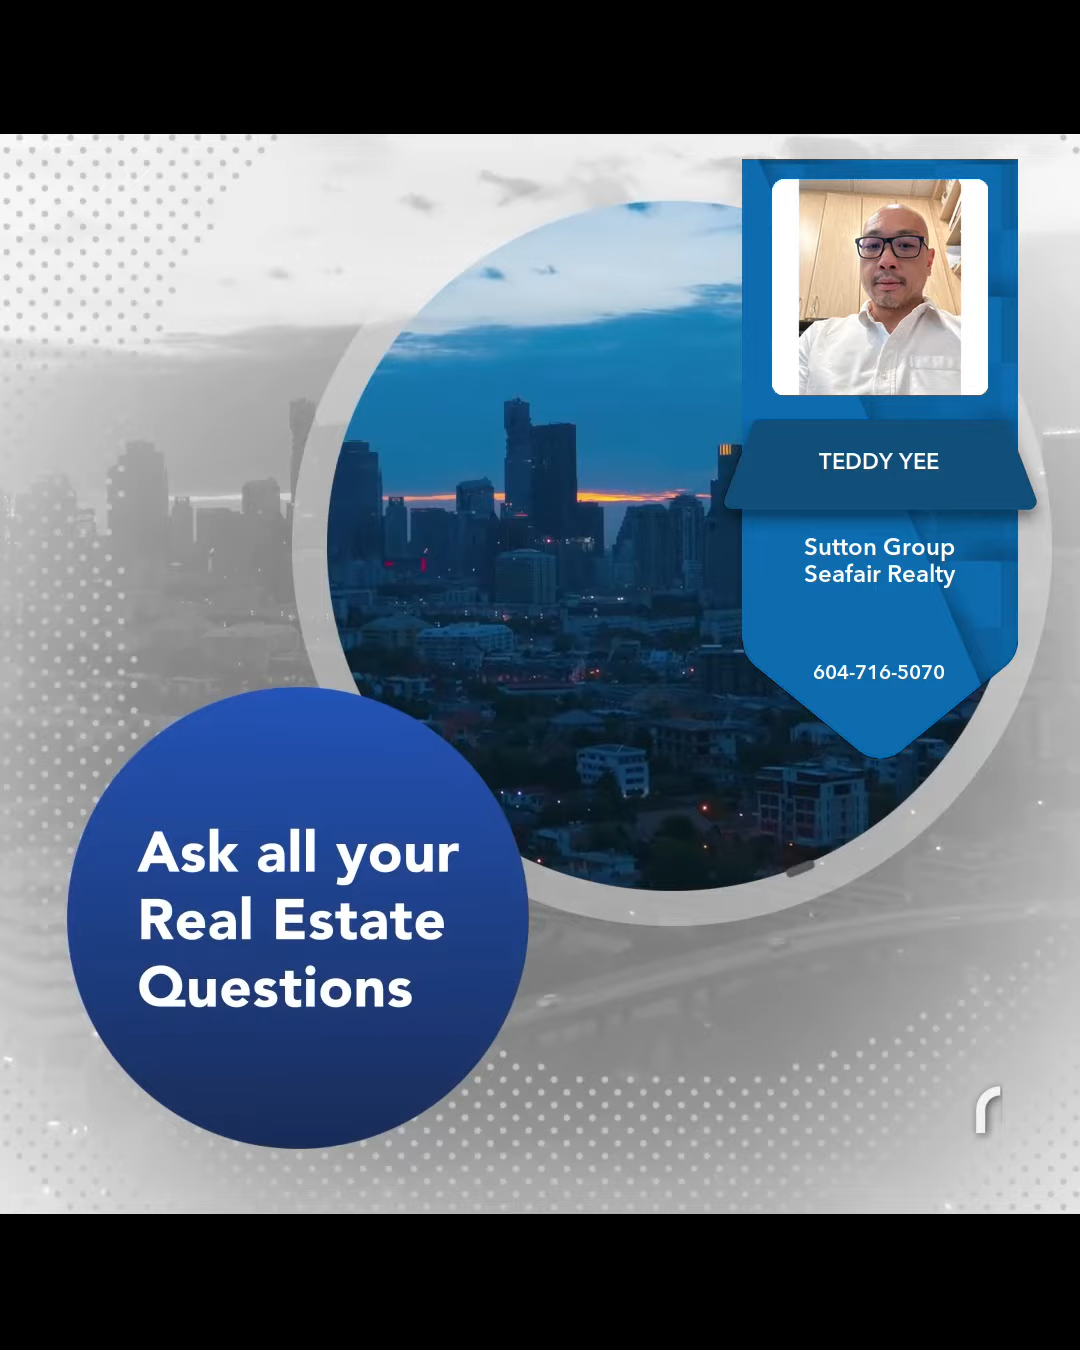 TEDDY YEE
Sutton Group
Seafair Realty
604-716-5070
Ask all your
Real Estate
Questions